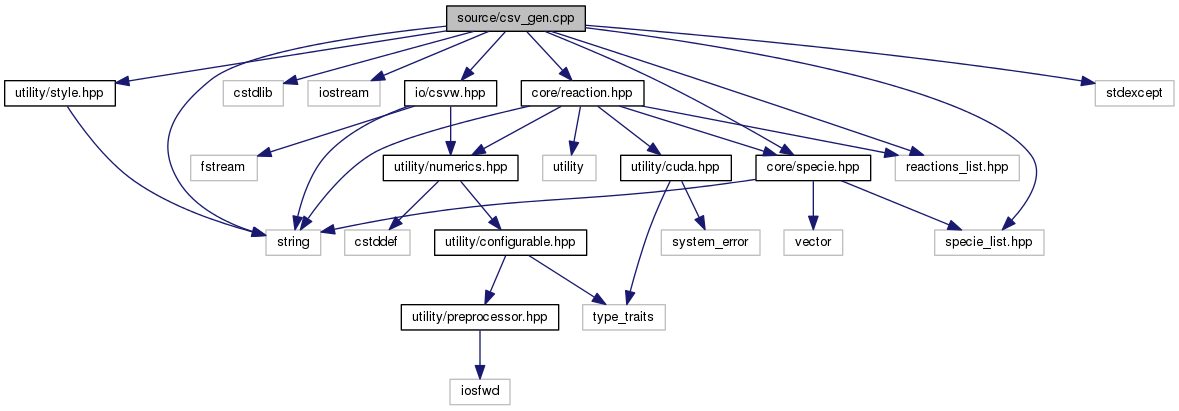 source/csv_gen.cpp
utility/style.hpp
cstdlib
iostream
io/csvw.hpp
core/reaction.hpp
stdexcept
fstream
utility/numerics.hpp
utility
utility/cuda.hpp
core/specie.hpp
reactions_list.hpp
string
cstddef
utility/configurable.hpp
system_error
vector
specie_list.hpp
utility/preprocessor.hpp
type_traits
iosfwd